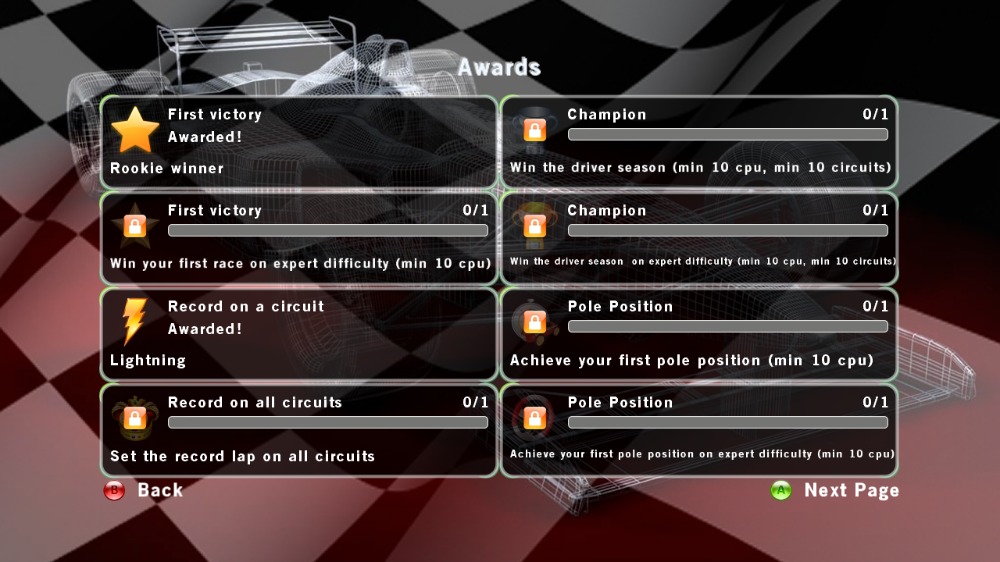 Awards
First victory
Awarded!
Rookie winner
Champion 0/1
Win the driver season (min 10 cpu, min 10 circuits)
First victory 0/1
Win your first race on expert difficulty (min 10 cpu)
Champion 0/1
Win the driver season on expert difficulty (min 10 cpu, min 10 circuits)
Record on a circuit
Awarded!
Lightning
Pole Position 0/1
Achieve your first pole position (min 10 cpu)
Record on all circuits 0/1
Set the record lap on all circuits
Pole Position 0/1
Achieve your first pole position on expert difficulty (min 10 cpu)
B Back
A Next Page